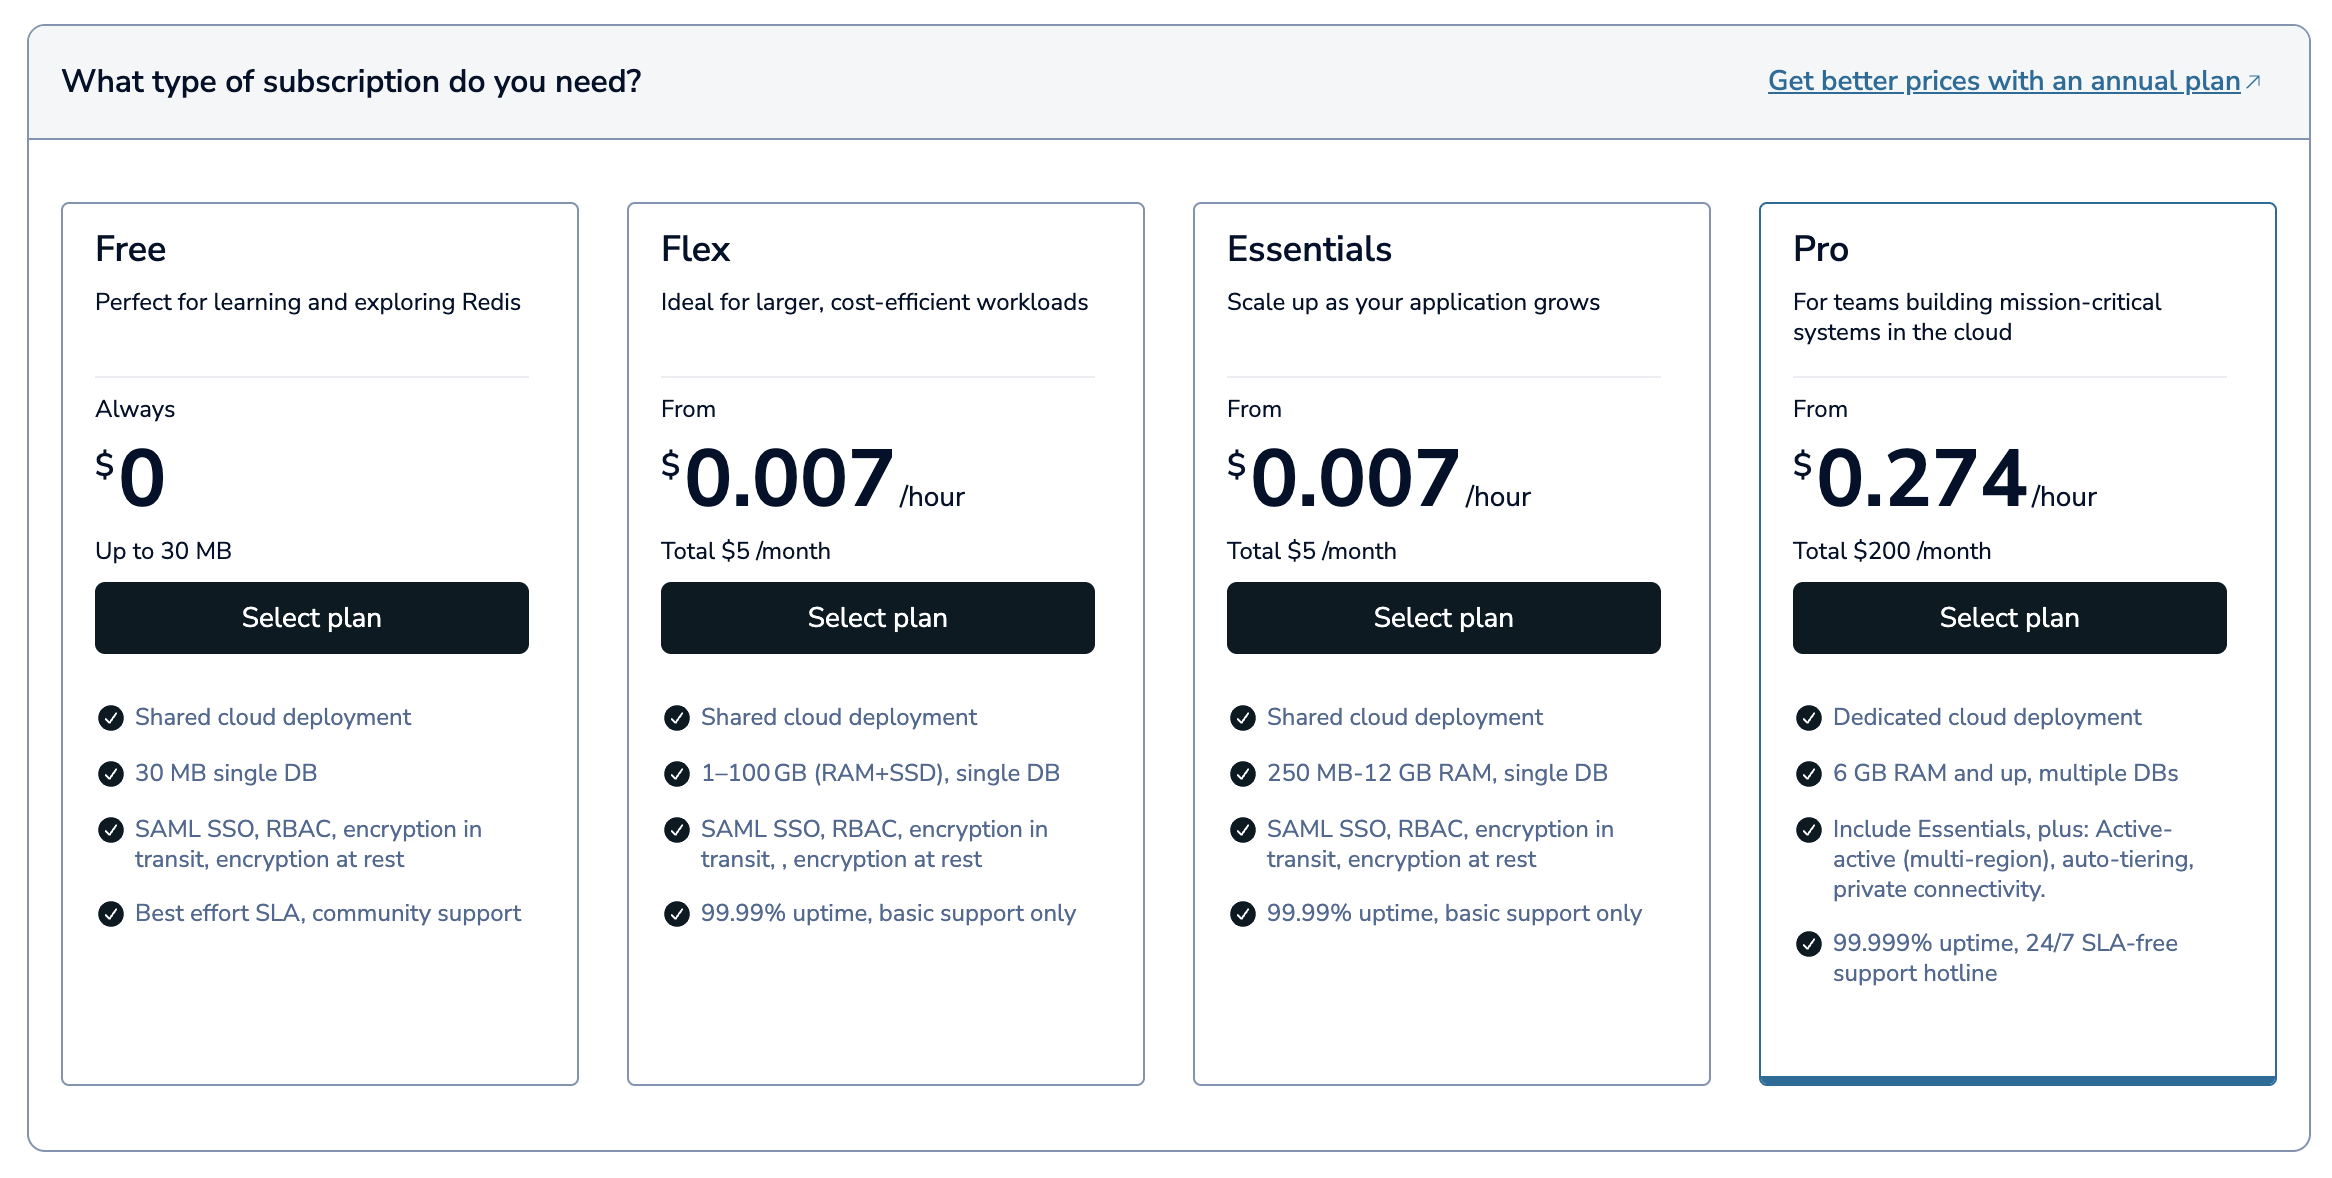 What type of subscription do you need?
Get better prices with an annual plan
Free
Perfect for learning and exploring Redis
Always
$0
Up to 30 MB
Select plan
Shared cloud deployment
30 MB single DB
SAML SSO, RBAC, encryption in
transit, encryption at rest
Best effort SLA, community support
Flex
Ideal for larger, cost-efficient workloads
From
$0.007/hour
Total $5 /month
Select plan
Shared cloud deployment
1–100 GB (RAM+SSD), single DB
SAML SSO, RBAC, encryption in
transit, , encryption at rest
99.99% uptime, basic support only
Essentials
Scale up as your application grows
From
$0.007/hour
Total $5 /month
Select plan
Shared cloud deployment
250 MB-12 GB RAM, single DB
SAML SSO, RBAC, encryption in
transit, encryption at rest
99.99% uptime, basic support only
Pro
For teams building mission-critical
systems in the cloud
From
$0.274/hour
Total $200 /month
Select plan
Dedicated cloud deployment
6 GB RAM and up, multiple DBs
Include Essentials, plus: Active-
active (multi-region), auto-tiering,
private connectivity.
99.999% uptime, 24/7 SLA-free
support hotline